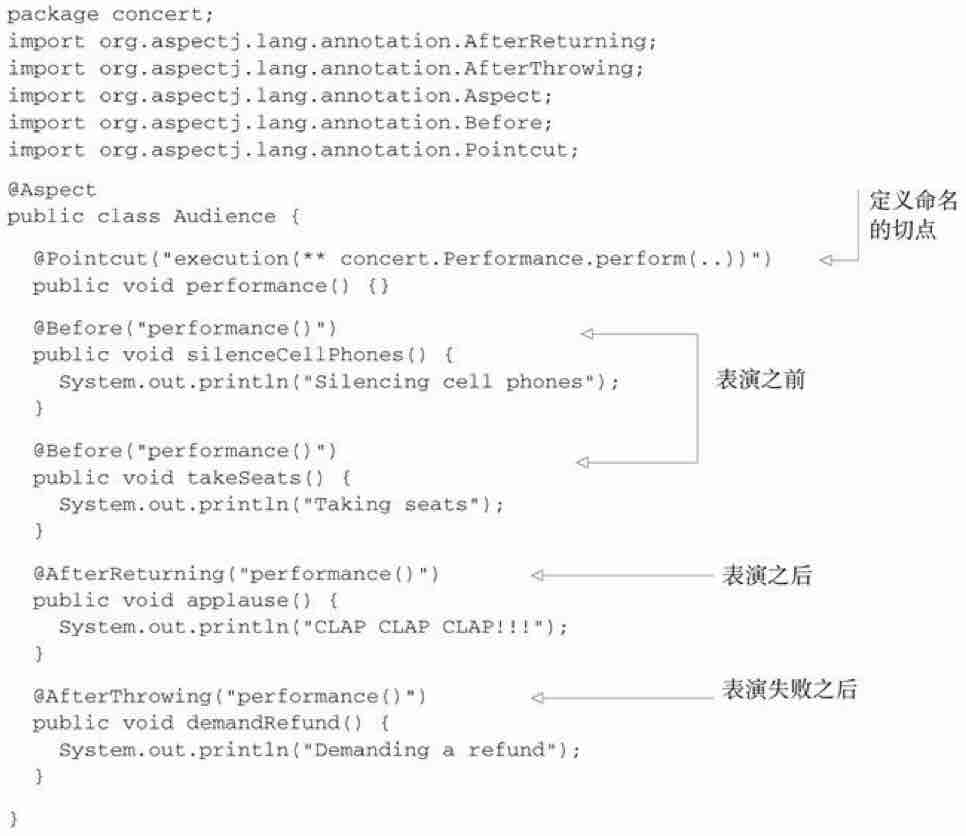 package concert;
import org.aspectj.lang.annotation.AfterReturning;
import org.aspectj.lang.annotation.AfterThrowing;
import org.aspectj.lang.annotation.Aspect;
import org.aspectj.lang.annotation.Before;
import org.aspectj.lang.annotation.Pointcut;
@Aspect
public class Audience {
定义命名
的切点
@Pointcut("execution(** concert.Performance.perform(..))")
public void performance() {}
@Before("performance()")
public void silenceCellPhones() {
System.out.println("Silencing cell phones");
}
表演之前
@Before("performance()")
public void takeSeats() {
System.out.println("Taking seats");
}
@AfterReturning("performance()")
表演之后
public void applause() {
System.out.println("CLAP CLAP CLAP!!!");
}
@AfterThrowing("performance()")
表演失败之后
public void demandRefund() {
System.out.println("Demanding a refund");
}
}